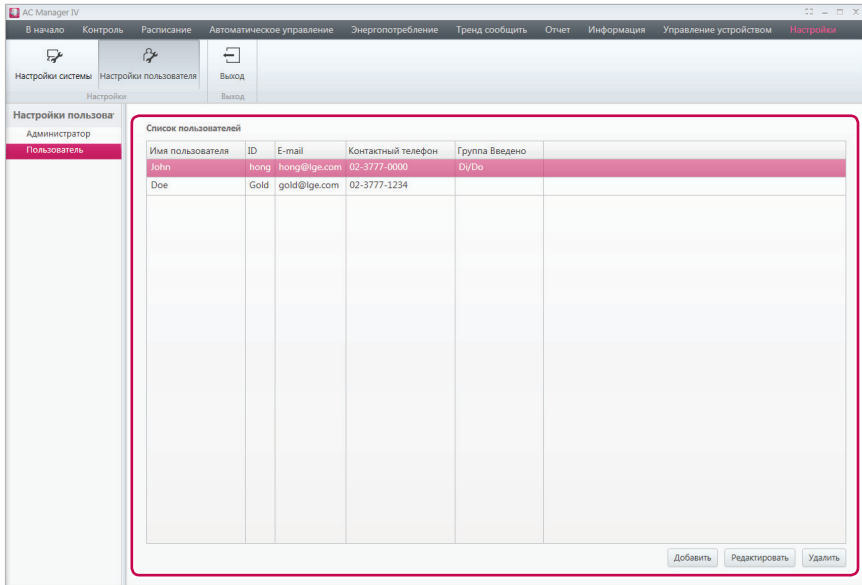 AC Manager IV
В начало Контроль Расписание Автоматическое управление Энергопотребление Тренд сообщить Отчет Информация Управление устройством Настройки
Настройки системы Настройки пользователя Выход
Настройки Выход
Настройки пользоват
Администратор
Пользователь
Список пользователей
Имя пользователя ID E-mail Контактный телефон Группа Введено
John hong hong@lge.com 02-3777-0000 Di/Do
Doe Gold gold@lge.com 02-3777-1234
Добавить Редактировать Удалить